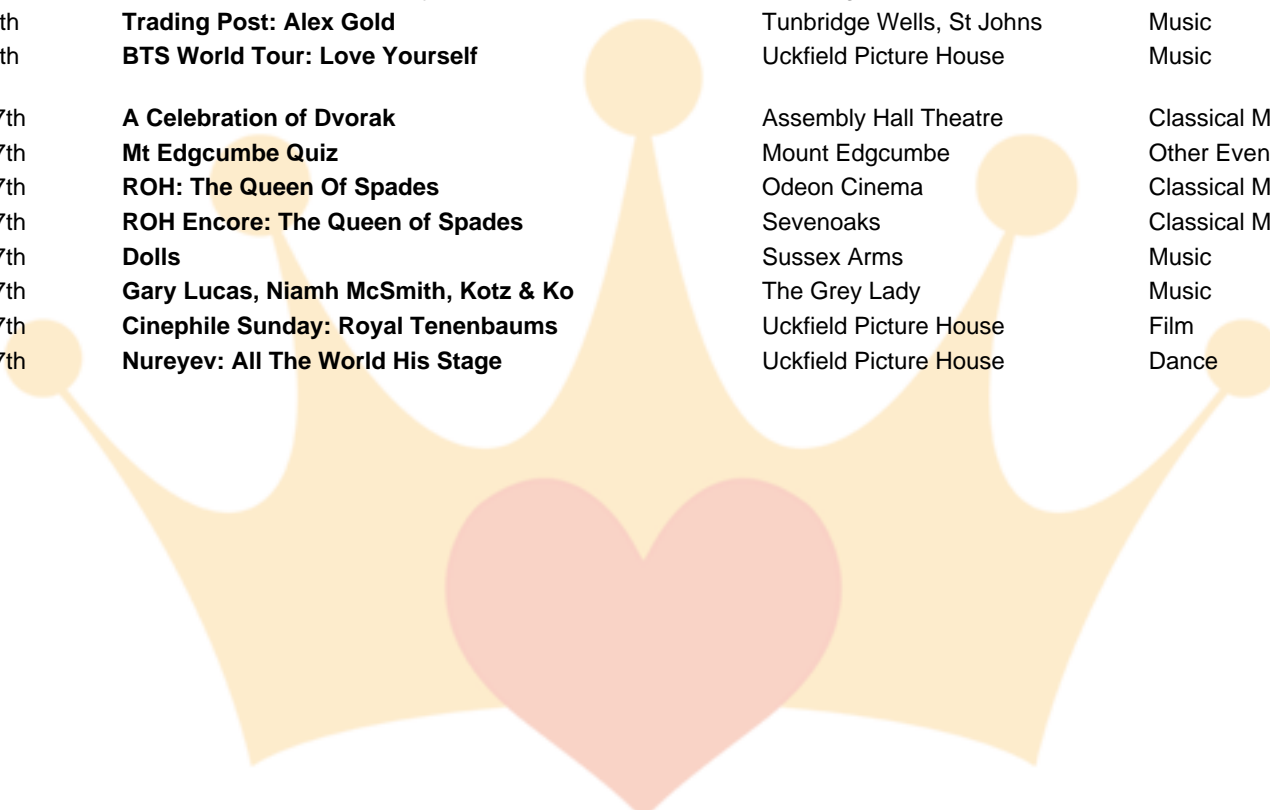 th Trading Post: Alex Gold Tunbridge Wells, St Johns Music
th BTS World Tour: Love Yourself Uckfield Picture House Music
7th A Celebration of Dvorak Assembly Hall Theatre Classical M
7th Mt Edgcumbe Quiz Mount Edgcumbe Other Even
7th ROH: The Queen Of Spades Odeon Cinema Classical M
7th ROH Encore: The Queen of Spades Sevenoaks Classical M
7th Dolls Sussex Arms Music
7th Gary Lucas, Niamh McSmith, Kotz & Ko The Grey Lady Music
7th Cinephile Sunday: Royal Tenenbaums Uckfield Picture House Film
7th Nureyev: All The World His Stage Uckfield Picture House Dance